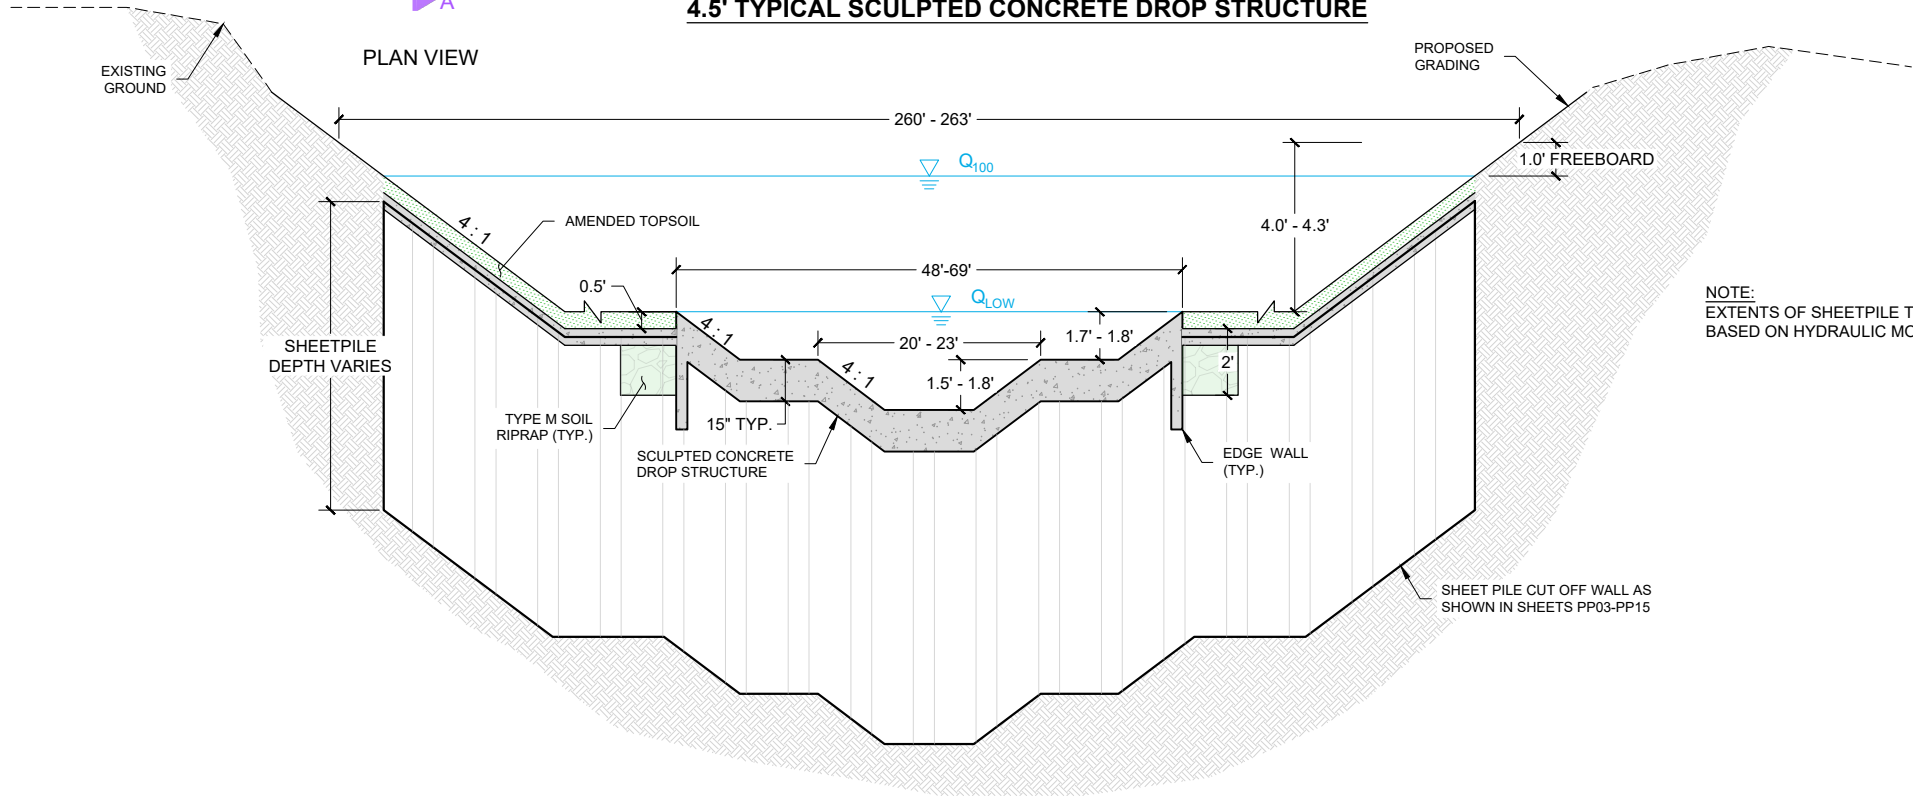 A
4.5' TYPICAL SCULPTED CONCRETE DROP STRUCTURE
PLAN VIEW
EXISTING
GROUND
PROPOSED
GRADING
260' - 263'
Q100
1.0' FREEBOARD
4 : 1
AMENDED TOPSOIL
4.0' - 4.3'
48'-69'
0.5'
QLOW
NOTE:
EXTENTS OF SHEETPILE
BASED ON HYDRAULIC
SHEETPILE
DEPTH VARIES
4 : 1
20' - 23'
1.7' - 1.8'
4 : 1
1.5' - 1.8'
2'
TYPE M SOIL
RIPRAP (TYP.)
15" TYP.
SCULPTED CONCRETE
DROP STRUCTURE
EDGE WALL
(TYP.)
SHEET PILE CUT OFF WALL AS
SHOWN IN SHEETS PP03-PP15